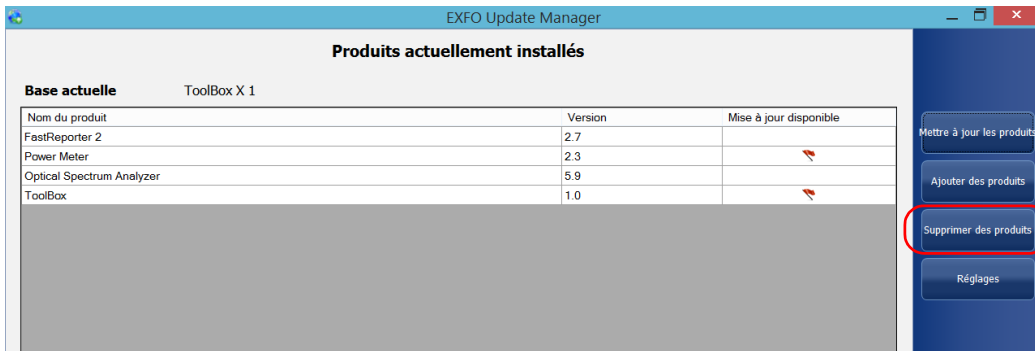 EXFO Update Manager
Produits actuellement installés
Base actuelle ToolBox X 1
Nom du produit Version Mise à jour disponible
FastReporter 2 2.7
Power Meter 2.3
Optical Spectrum Analyzer 5.9
ToolBox 1.0
Mettre à jour les produits
Ajouter des produits
Supprimer des produits
Réglages